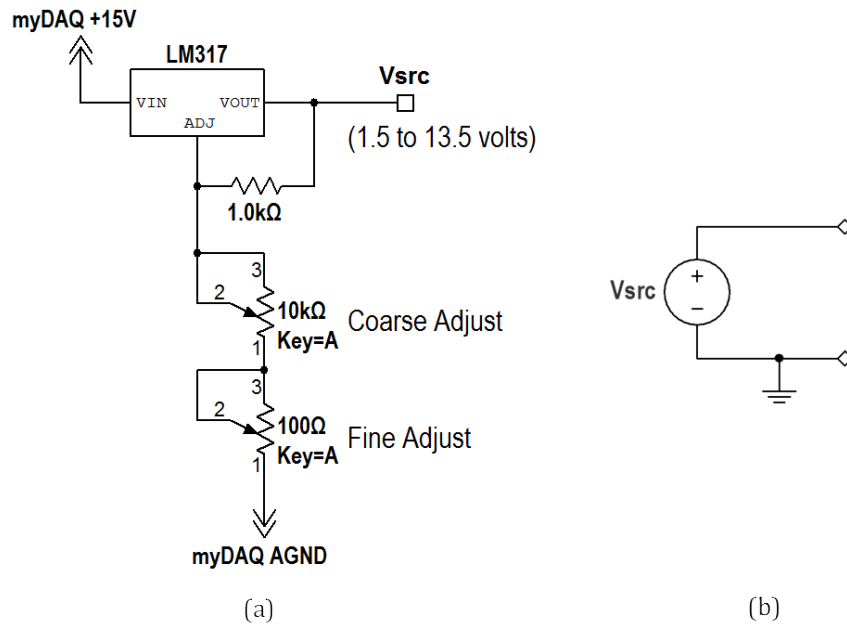 myDAQ +15V
LM317
VIN
VOUT
ADJ
Vsrc
(1.5 to 13.5 volts)
1.0kΩ
3
2
10kΩ
Key=A
Coarse Adjust
1
3
2
100Ω
Key=A
Fine Adjust
1
myDAQ AGND
(a)
Vsrc
+
−
(b)